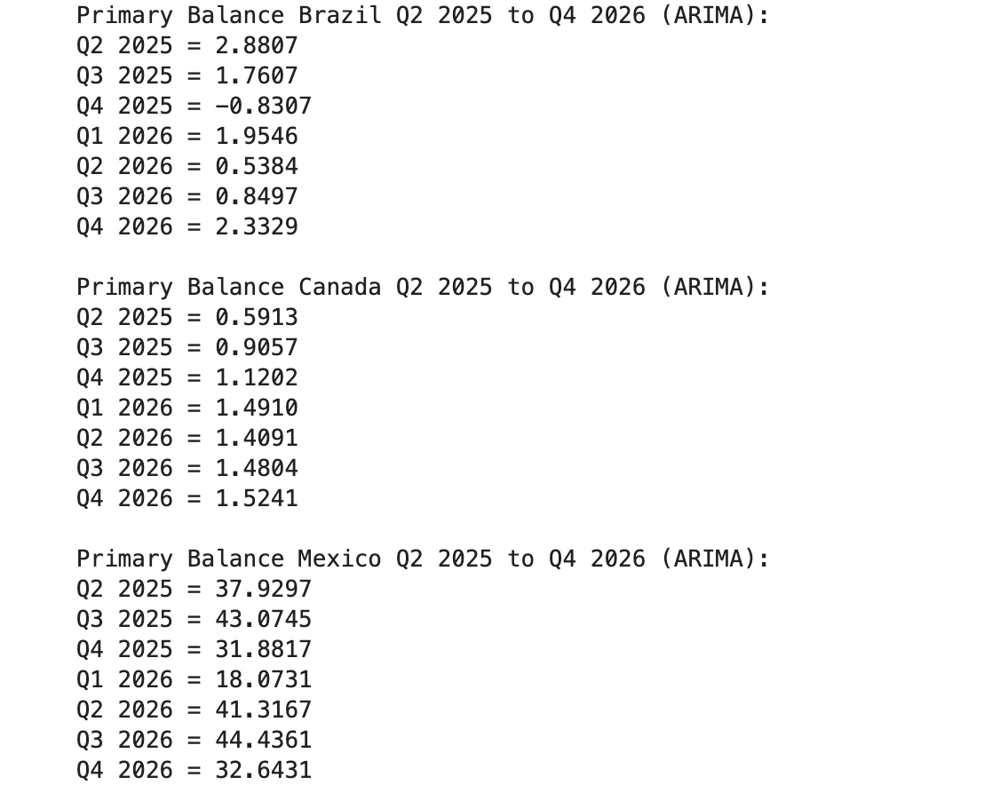 Primary Balance Brazil Q2 2025 to Q4 2026 (ARIMA):
Q2 2025 = 2.8807
Q3 2025 = 1.7607
Q4 2025 = −0.8307
Q1 2026 = 1.9546
Q2 2026 = 0.5384
Q3 2026 = 0.8497
Q4 2026 = 2.3329
Primary Balance Canada Q2 2025 to Q4 2026 (ARIMA):
Q2 2025 = 0.5913
Q3 2025 = 0.9057
Q4 2025 = 1.1202
Q1 2026 = 1.4910
Q2 2026 = 1.4091
Q3 2026 = 1.4804
Q4 2026 = 1.5241
Primary Balance Mexico Q2 2025 to Q4 2026 (ARIMA):
Q2 2025 = 37.9297
Q3 2025 = 43.0745
Q4 2025 = 31.8817
Q1 2026 = 18.0731
Q2 2026 = 41.3167
Q3 2026 = 44.4361
Q4 2026 = 32.6431